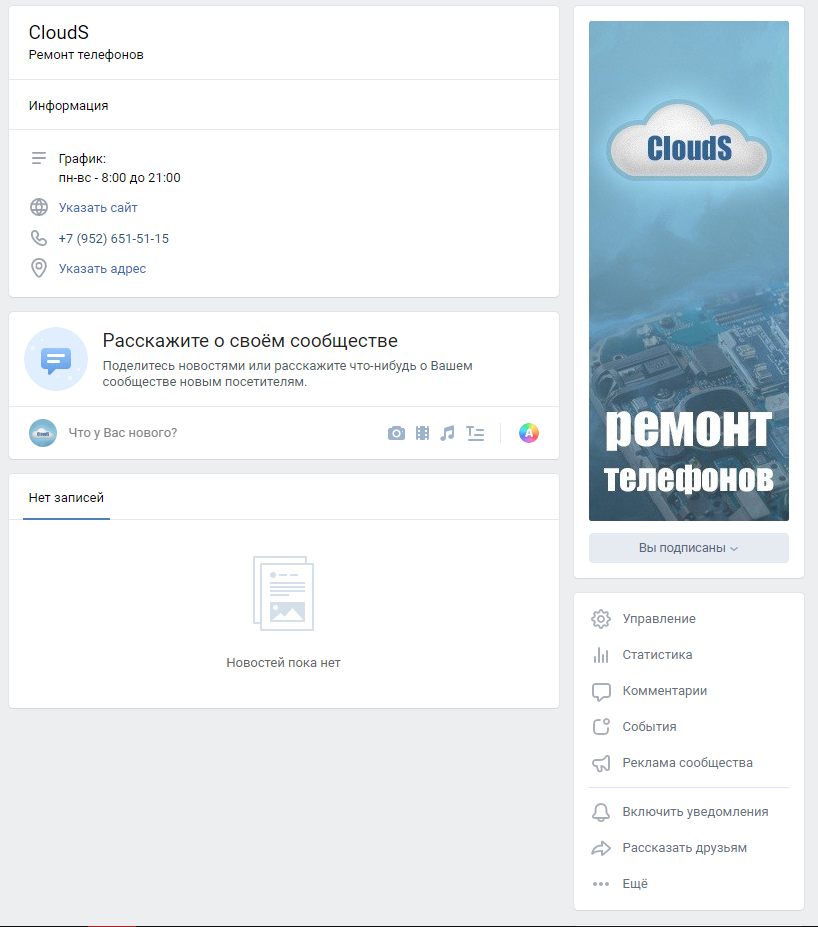 CloudS
Ремонт телефонов
Информация
График:
пн-вс - 8:00 до 21:00
Указать сайт
+7 (952) 651-51-15
Указать адрес
Расскажите о своём сообществе
Поделитесь новостями или расскажите что-нибудь о Вашем
сообществе новым посетителям.
CloudS
Что у Вас нового?
A
Нет записей
Новостей пока нет
CloudS
ремонт
телефонов
Вы подписаны
Управление
Статистика
Комментарии
События
Реклама сообщества
Включить уведомления
Рассказать друзьям
Ещё